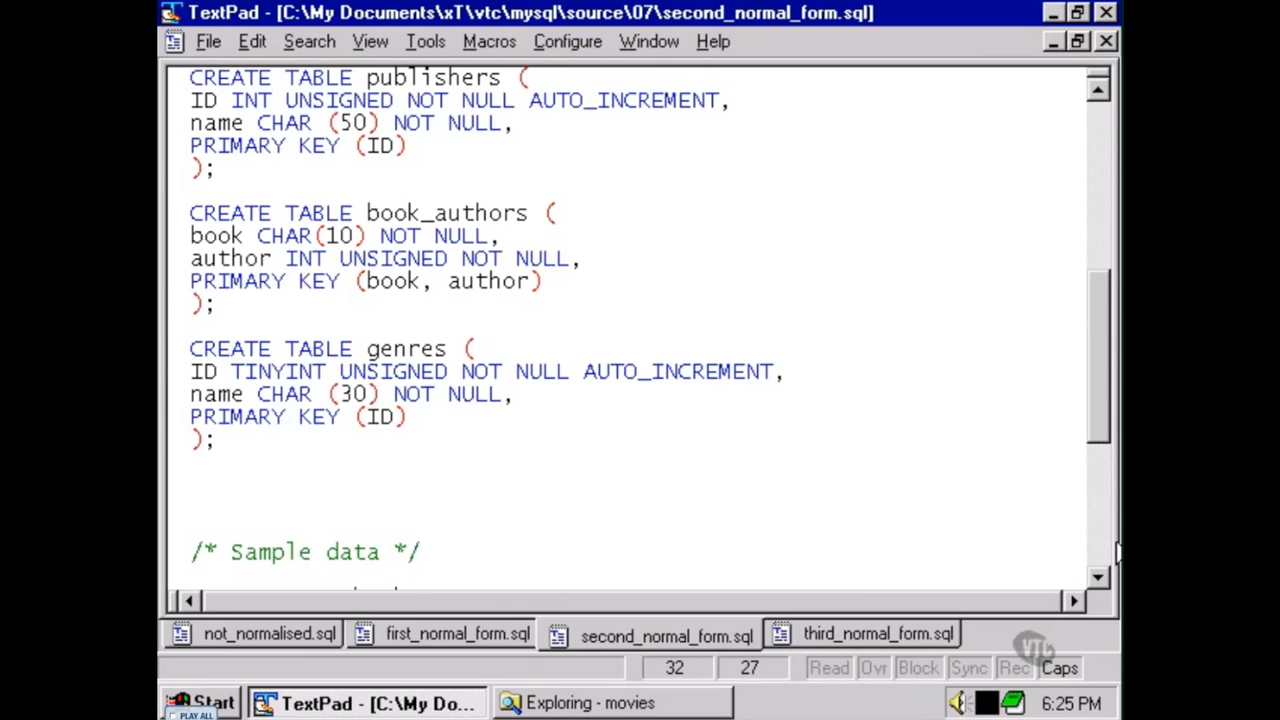 TextPad - [C:\My Documents\xT\vtc\mysql\source\07\second_normal_form.sql]
File Edit Search View Tools Macros Configure Window Help
CREATE TABLE publishers (
ID INT UNSIGNED NOT NULL AUTO_INCREMENT,
name CHAR (50) NOT NULL,
PRIMARY KEY (ID)
);
CREATE TABLE book_authors (
book CHAR(10) NOT NULL,
author INT UNSIGNED NOT NULL,
PRIMARY KEY (book, author)
);
CREATE TABLE genres (
ID TINYINT UNSIGNED NOT NULL AUTO_INCREMENT,
name CHAR (30) NOT NULL,
PRIMARY KEY (ID)
);
/* Sample data */
not_normalised.sql first_normal_form.sql second_normal_form.sql third_normal_form.sql
VTC
32 27 Read Ovr Block Sync Rec Caps
Start TextPad - [C:\My Do... Exploring - movies 6:25 PM
PLAY ALL